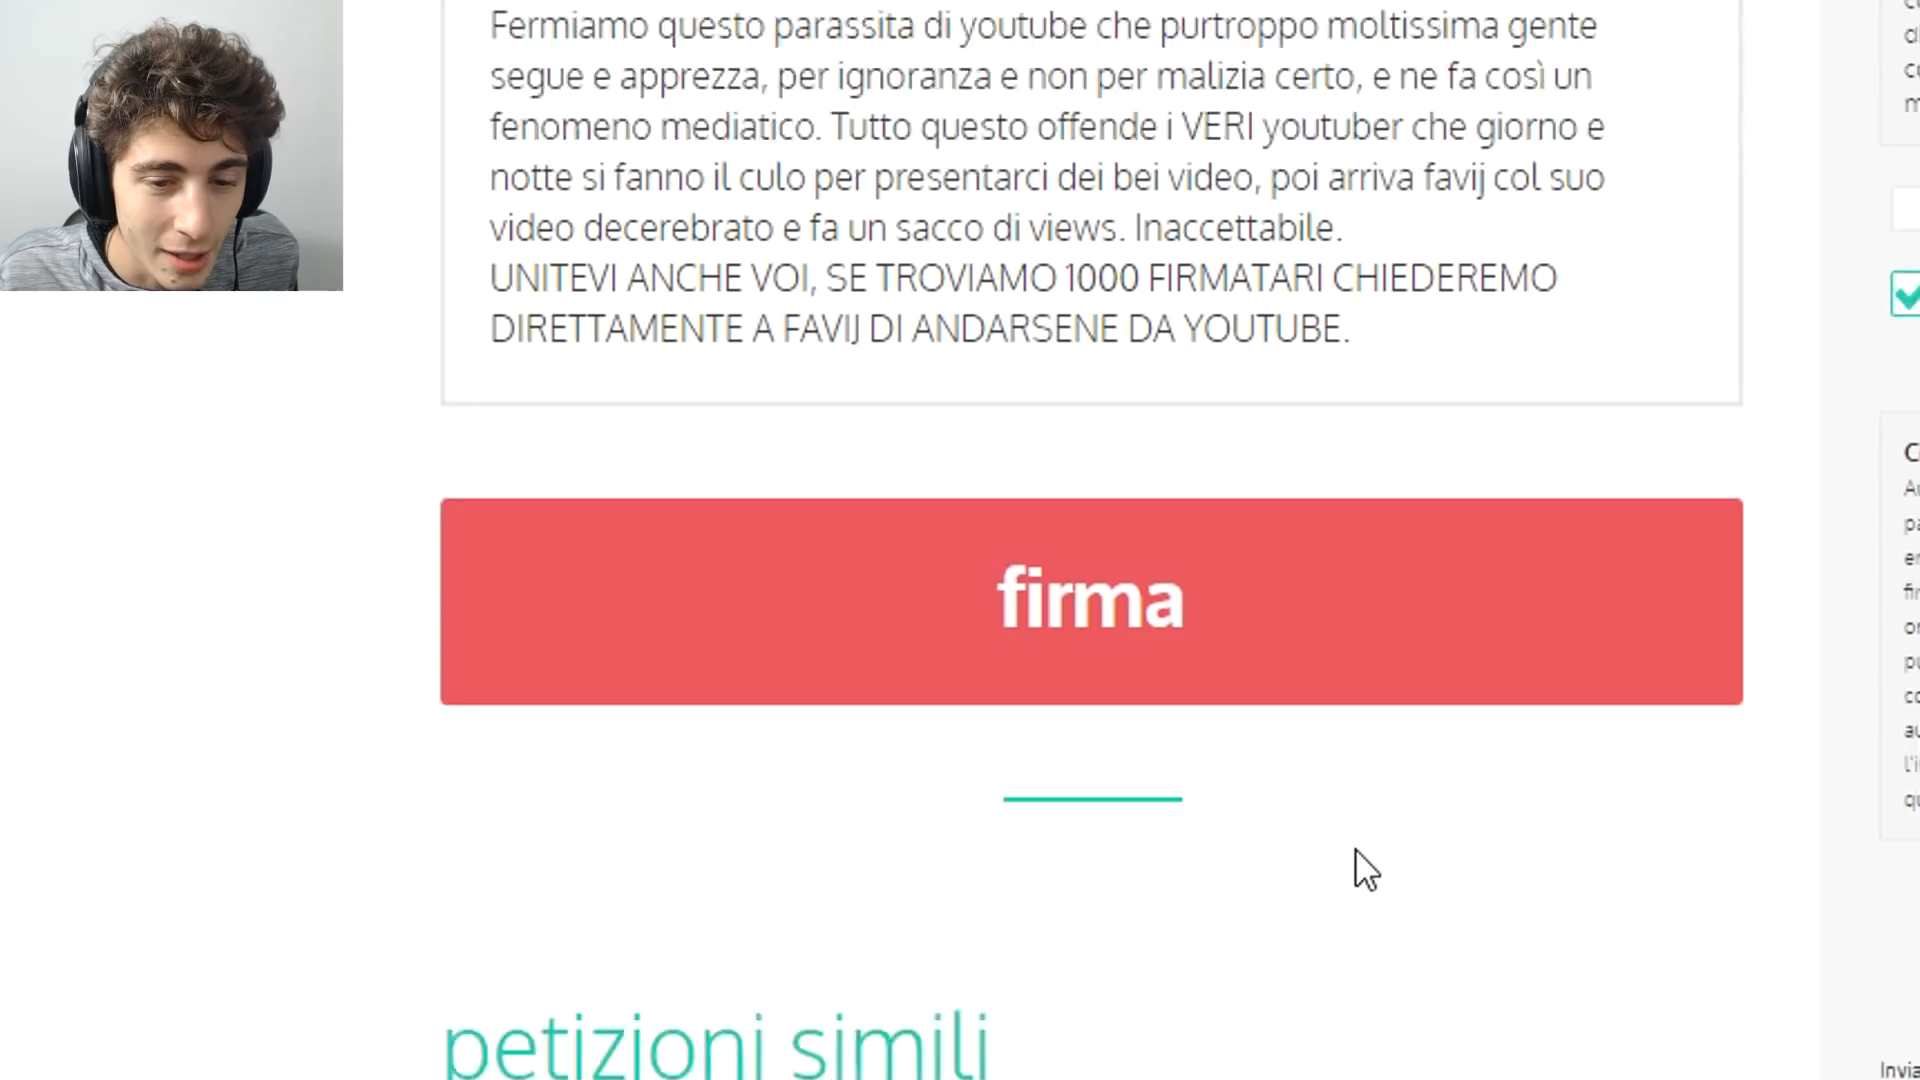 Fermiamo questo parassita di youtube che purtroppo moltissima gente
segue e apprezza, per ignoranza e non per malizia certo, e ne fa così un
fenomeno mediatico. Tutto questo offende i VERI youtuber che giorno e
notte si fanno il culo per presentarci dei bei video, poi arriva favij col suo
video decerebrato e fa un sacco di views. Inaccettabile.
UNITEVI ANCHE VOI, SE TROVIAMO 1000 FIRMATARI CHIEDEREMO
DIRETTAMENTE A FAVIJ DI ANDARSENE DA YOUTUBE.
firma
petizioni simili